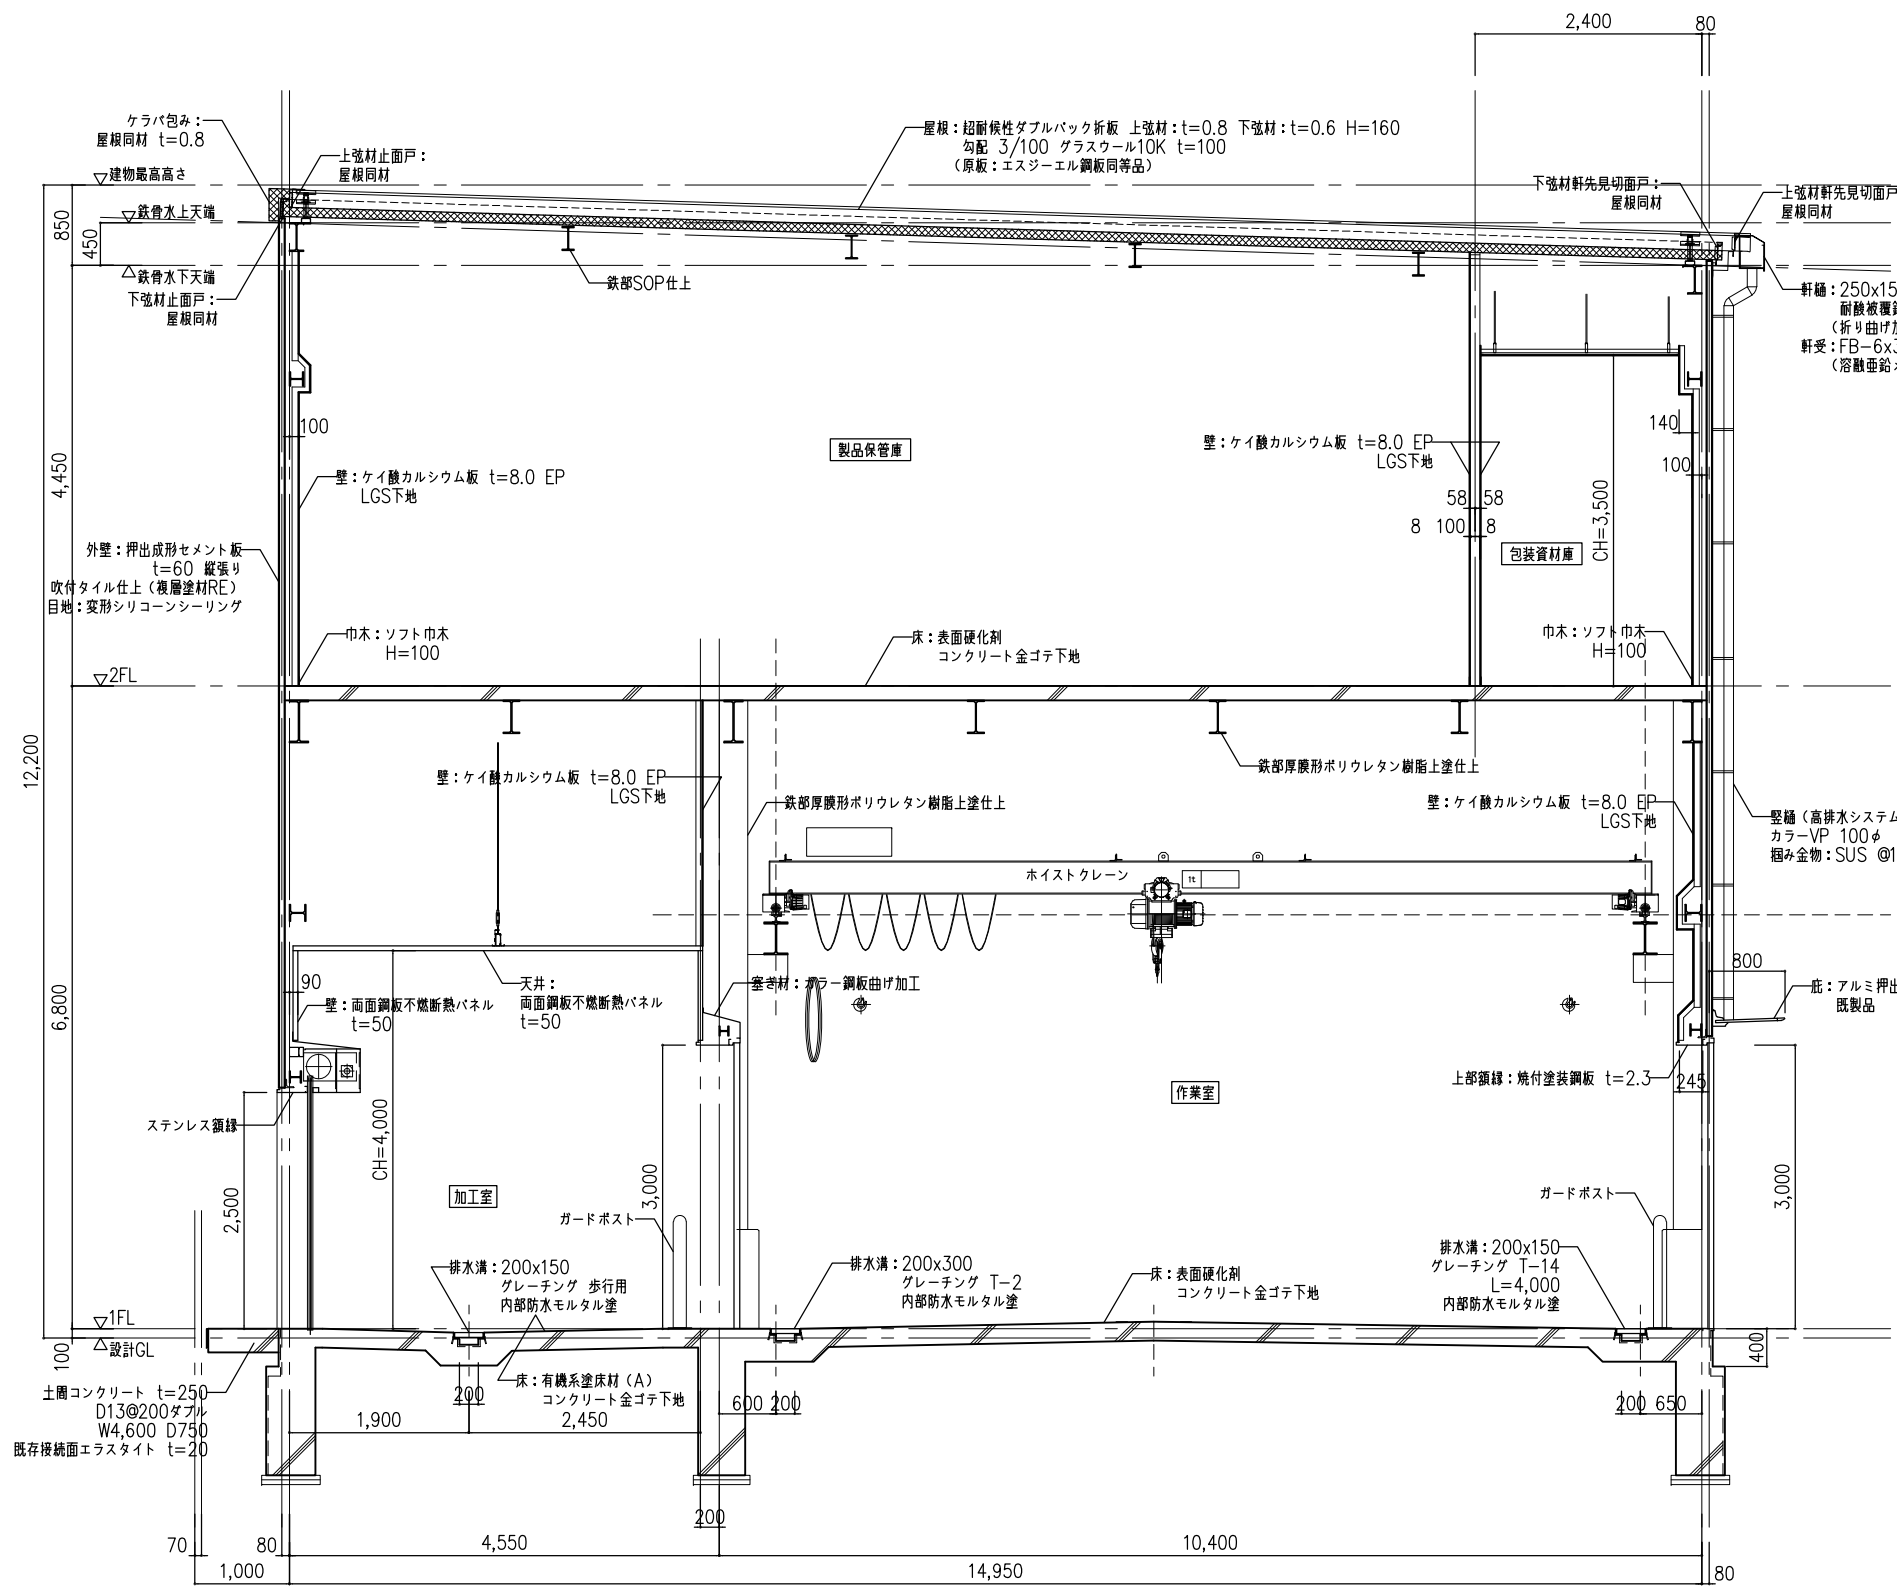 2,400
80
ケラバ包み：
屋根同材 t=0.8
上弦材止面戸：
屋根同材
屋根：超耐候性ダブルパック折板 上弦材：t=0.8 下弦材：t=0.6 H=160
勾配 3/100 グラスウール10K t=100
（原板：エスジーエル鋼板同等品）
下弦材軒先見切面戸：
屋根同材
上弦材軒先見切面戸
屋根同材
建物最高高さ
鉄骨水上天端
鉄骨水下天端
下弦材止面戸：
屋根同材
850
450
鉄部SOP仕上
軒樋：250x15
耐酸被覆
（折り曲げ
軒受：FB-6x
（溶融亜鉛
100
製品保管庫
壁：ケイ酸カルシウム板 t=8.0 EP
LGS下地
140
100
4,450
壁：ケイ酸カルシウム板 t=8.0 EP
LGS下地
58
58
8
100
8
CH=3,500
包装資材庫
外壁：押出成形セメント板
t=60 縦張り
吹付タイル仕上（複層塗材RE）
目地：変形シリコーンシーリング
巾木：ソフト巾木
H=100
床：表面硬化剤
コンクリート金ゴテ下地
巾木：ソフト巾木
H=100
2FL
12,200
壁：ケイ酸カルシウム板 t=8.0 EP
LGS下地
鉄部厚膜形ポリウレタン樹脂上塗仕上
鉄部厚膜形ポリウレタン樹脂上塗仕上
壁：ケイ酸カルシウム板 t=8.0 EP
LGS下地
竪樋（高排水システム
カラーVP 100φ
掴み金物：SUS @1
ホイストクレーン
1t
6,800
90
壁：両面鋼板不燃断熱パネル
t=50
天井：
両面鋼板不燃断熱パネル
t=50
塞ぎ材：カラー鋼板曲げ加工
800
庇：アルミ押出
既製品
上部額縁：焼付塗装鋼板 t=2.3
245
作業室
ステンレス額縁
CH=4,000
2,500
3,000
3,000
加工室
ガードポスト
ガードポスト
排水溝：200x150
グレーチング 歩行用
内部防水モルタル塗
排水溝：200x300
グレーチング T-2
内部防水モルタル塗
床：表面硬化剤
コンクリート金ゴテ下地
排水溝：200x150
グレーチング T-14
L=4,000
内部防水モルタル塗
1FL
設計GL
100
400
土間コンクリート t=250
D13@200ダブル
W4,600 D750
既存接続面エラスタイト t=20
床：有機系塗床材（A）
コンクリート金ゴテ下地
200
1,900
2,450
600
200
200
650
200
70
80
4,550
10,400
1,000
14,950
80